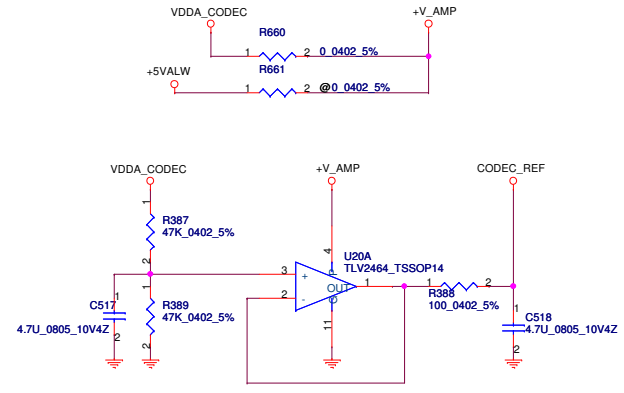 VDDA_CODEC +V_AMP
R660
1 2 0_0402_5%
R661
+5VALW
1 2 @0_0402_5%
VDDA_CODEC +V_AMP CODEC_REF
1
R387
47K_0402_5%
2
4
U20A
TLV2464_TSSOP14
3 + P
1
C517
4.7U_0805_10V4Z
2
1
R389
47K_0402_5%
2
2 - OUT 1
G
11
1 2
R388
100_0402_5%
1
C518
4.7U_0805_10V4Z
2